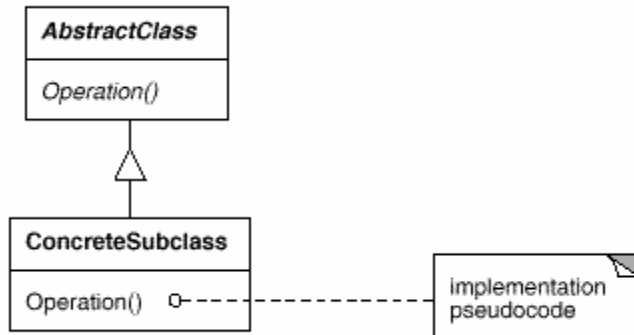 AbstractClass
Operation()
ConcreteSubclass
Operation()
implementation
pseudocode